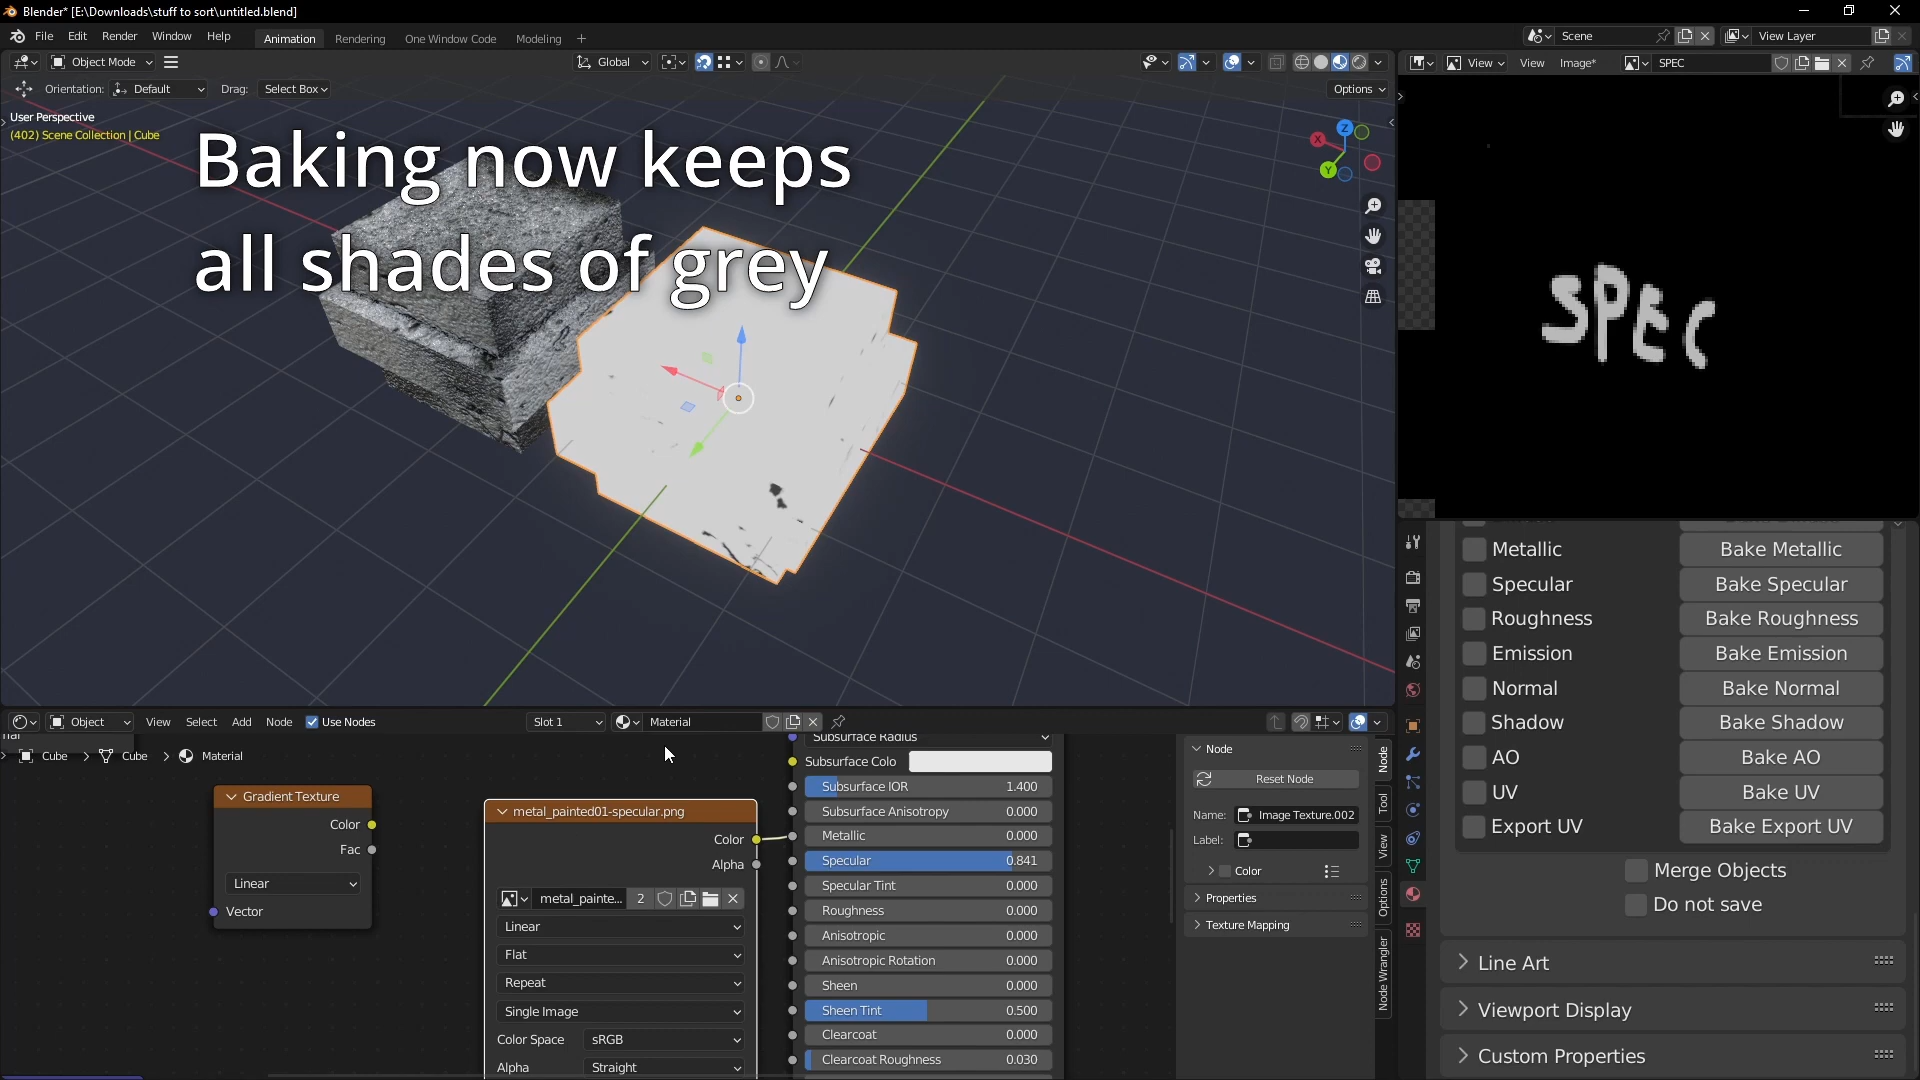 Blender* [E:\Downloads\stuff to sort\untitled.blend]
File Edit Render Window Help
Animation Rendering One Window Code Modeling +
Scene
View Layer
Object Mode
Global
View View Image* SPEC
Orientation: Default Drag: Select Box
Options
User Perspective
(402) Scene Collection | Cube
Baking now keeps
all shades of grey
X Y Z
SPEC
Metallic Bake Metallic
Specular Bake Specular
Roughness Bake Roughness
Emission Bake Emission
Normal Bake Normal
Shadow Bake Shadow
AO Bake AO
UV Bake UV
Export UV Bake Export UV
Merge Objects
Do not save
Line Art
Viewport Display
Custom Properties
Object View Select Add Node Use Nodes Slot 1 Material
Cube Cube Material
Gradient Texture
Color
Fac
Linear
Vector
metal_painted01-specular.png
Color
Alpha
metal_painte... 2
Linear
Flat
Repeat
Single Image
Color Space sRGB
Alpha Straight
Subsurface Radius
Subsurface Colo
Subsurface IOR 1.400
Subsurface Anisotropy 0.000
Metallic 0.000
Specular 0.841
Specular Tint 0.000
Roughness 0.000
Anisotropic 0.000
Anisotropic Rotation 0.000
Sheen 0.000
Sheen Tint 0.500
Clearcoat 0.000
Clearcoat Roughness 0.030
Node
Reset Node
Name: Image Texture.002
Label:
Color
Properties
Texture Mapping
Node
Tool
View
Options
Node Wrangler